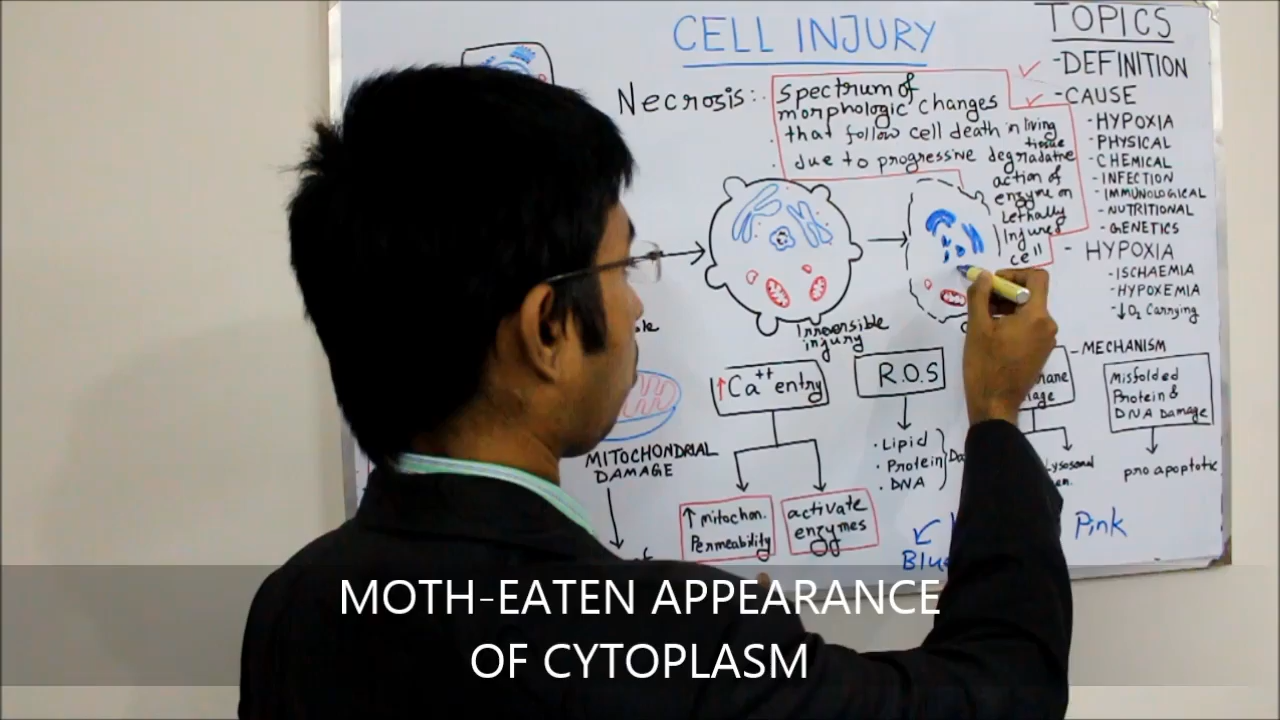 CELL INJURY
Necrosis:
Spectrum of
morphologic changes
that follow cell death in living
tissue
due to progressive degradative
action of
enzyme on
Lethally
Injured
cell
TOPICS
-DEFINITION
-CAUSE
-HYPOXIA
-PHYSICAL
-CHEMICAL
-INFECTION
-IMMUNOLOGICAL
-NUTRITIONAL
-GENETICS
- HYPOXIA
-ISCHAEMIA
-HYPOXEMIA
-↓O2 Carrying
-MECHANISM
Irreversible
injury
MITOCHONDRIAL
DAMAGE
↑Ca++ entry
↑ mitochon.
Permeability
activate
enzymes
R.O.S
. Lipid
. Protein
. DNA
Misfolded
Protein &
DNA Damage
pro apoptotic
Pink
MOTH-EATEN APPEARANCE
OF CYTOPLASM